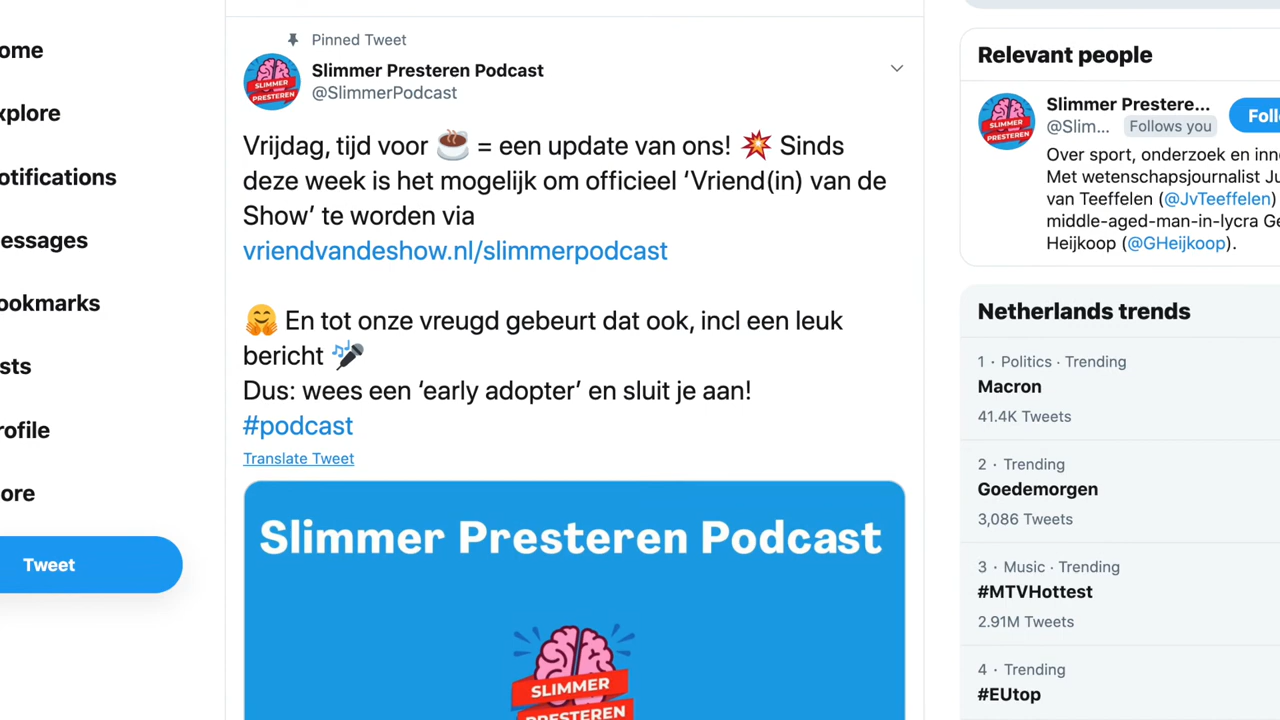 ome
xplore
otifications
essages
ookmarks
sts
rofile
ore
Tweet
Pinned Tweet
Slimmer Presteren Podcast
@SlimmerPodcast
Vrijdag, tijd voor ☕ = een update van ons! 💥 Sinds
deze week is het mogelijk om officieel ‘Vriend(in) van de
Show’ te worden via
vriendvandeshow.nl/slimmerpodcast
🤗 En tot onze vreugd gebeurt dat ook, incl een leuk
bericht 🎤
Dus: wees een ‘early adopter’ en sluit je aan!
#podcast
Translate Tweet
Slimmer Presteren Podcast
SLIMMER
PRESTEREN
Relevant people
Slimmer Prestere...
@Slim... Follows you
Foll
Over sport, onderzoek en inn
Met wetenschapsjournalist Ju
van Teeffelen (@JvTeeffelen)
middle-aged-man-in-lycra Ge
Heijkoop (@GHeijkoop).
Netherlands trends
1 · Politics · Trending
Macron
41.4K Tweets
2 · Trending
Goedemorgen
3,086 Tweets
3 · Music · Trending
#MTVHottest
2.91M Tweets
4 · Trending
#EUtop